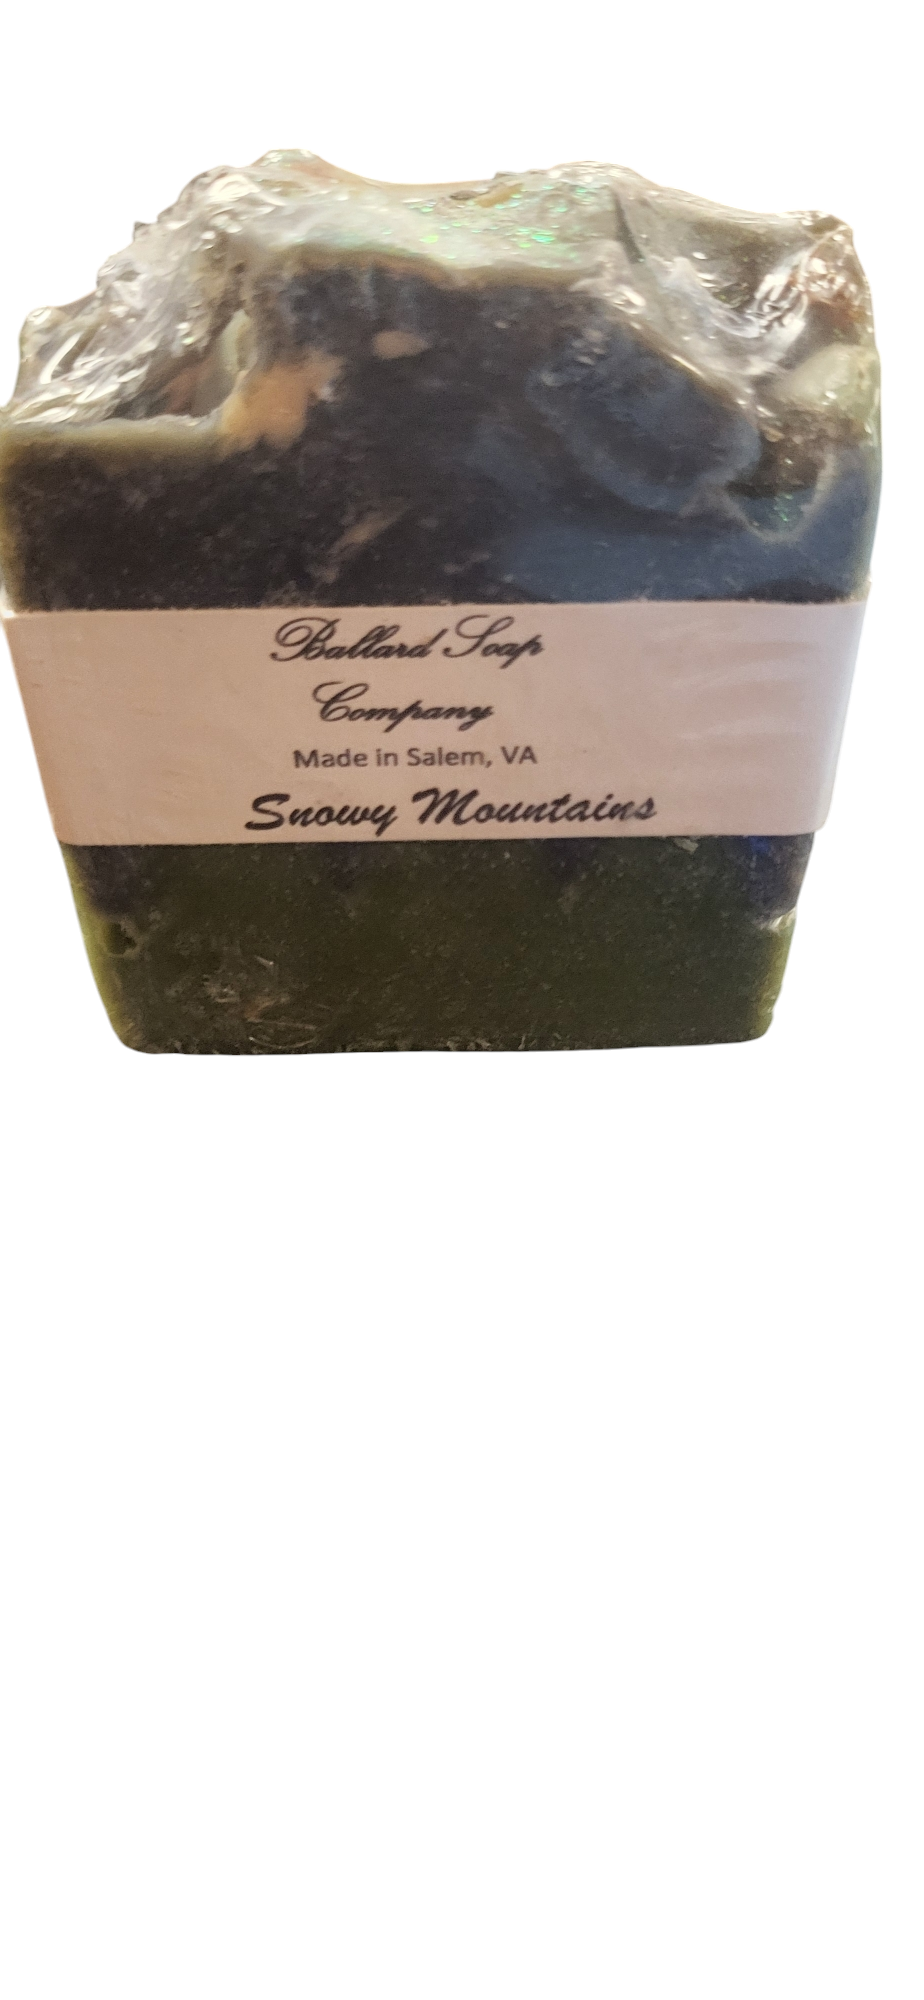 Ballard Soap
Company
Made in Salem, VA
Snowy Mountains